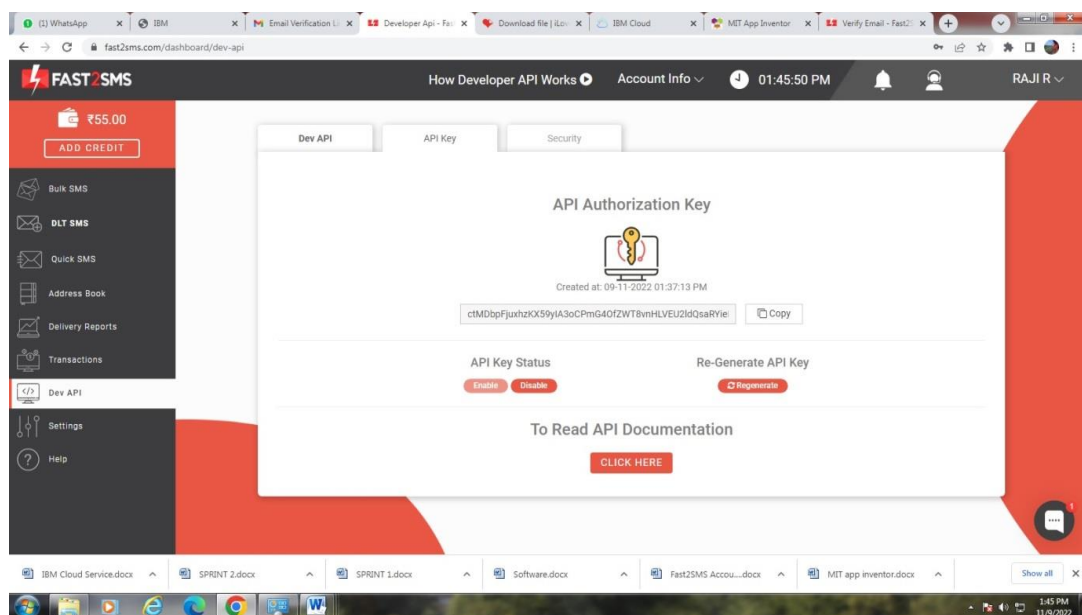 (1) WhatsApp
IBM
Email Verification Li
Developer Api - Fas
Download file | iLov
IBM Cloud
MIT App Inventor
Verify Email - Fast2S
fast2sms.com/dashboard/dev-api
FAST2SMS
How Developer API Works
Account Info
01:45:50 PM
RAJI R
₹55.00
ADD CREDIT
Dev API
API Key
Security
Bulk SMS
DLT SMS
Quick SMS
Address Book
Delivery Reports
Transactions
Dev API
Settings
Help
API Authorization Key
Created at: 09-11-2022 01:37:13 PM
ctMDbpFjuxhzKX59yIA3oCPmG4OfZWT8vnHLVEU2ldQsaRYie
Copy
API Key Status
Re-Generate API Key
Enable
Disable
Regenerate
To Read API Documentation
CLICK HERE
1
IBM Cloud Service.docx
SPRINT 2.docx
SPRINT 1.docx
Software.docx
Fast2SMS Accou....docx
MIT app inventor.docx
Show all
1:45 PM
11/9/2022